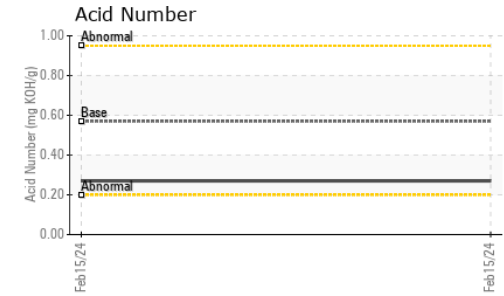 Acid Number
Acid Number (mg KOH/g)
1.00
0.80
0.60
0.40
0.20
0.00
Abnormal
Base
Abnormal
Feb15/24
Feb15/24